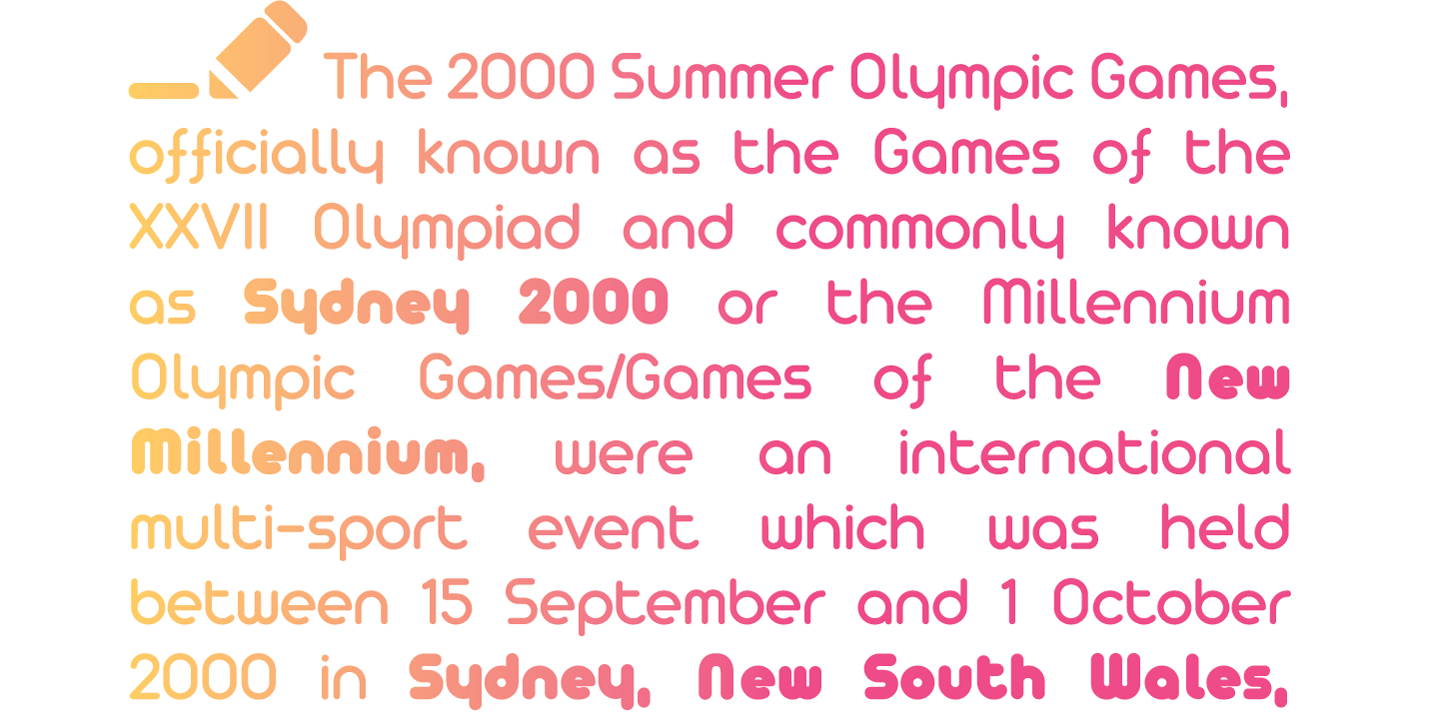 The 2000 Summer Olympic Games,
officially known as the Games of the
XXVII Olympiad and commonly known
as Sydney 2000 or the Millennium
Olympic Games/Games of the New
Millennium, were an international
multi-sport event which was held
between 15 September and 1 October
2000 in Sydney, New South Wales,